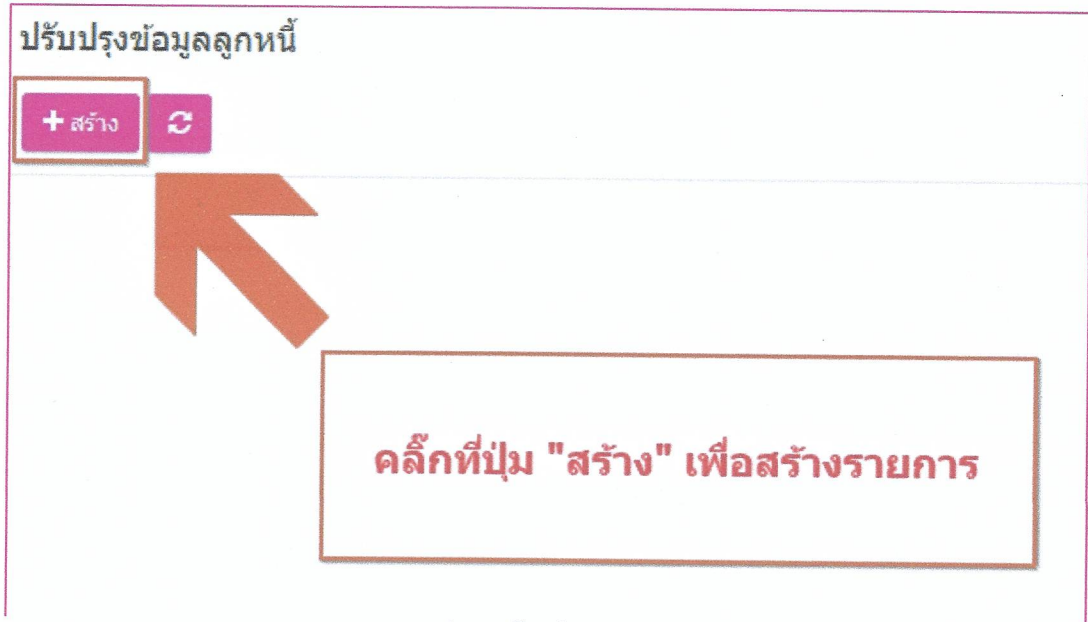 ปรับปรุงข้อมูลลูกหนี้
+ สร้าง
คลิ๊กที่ปุ่ม "สร้าง" เพื่อสร้างรายการ